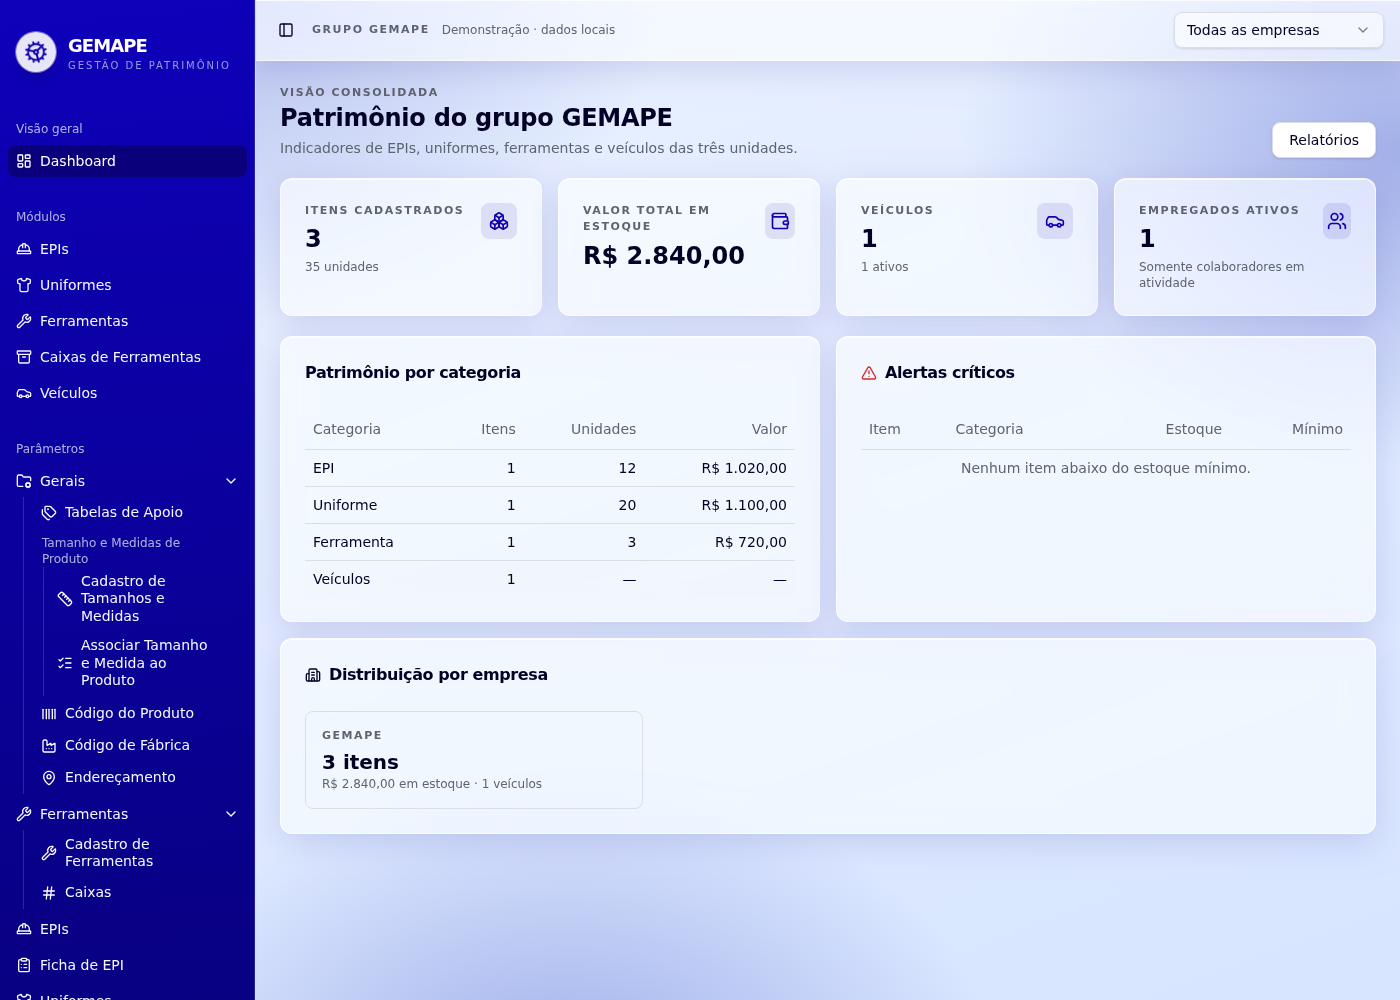 GEMAPE
GESTÃO DE PATRIMÔNIO
Visão geral
Dashboard
Módulos
EPIs
Uniformes
Ferramentas
Caixas de Ferramentas
Veículos
Parâmetros
Gerais
Tabelas de Apoio
Tamanho e Medidas de
Produto
Cadastro de
Tamanhos e
Medidas
Associar Tamanho
e Medida ao
Produto
Código do Produto
Código de Fábrica
Endereçamento
Ferramentas
Cadastro de
Ferramentas
Caixas
EPIs
Ficha de EPI
Uniformes
GRUPO GEMAPE Demonstração · dados locais
Todas as empresas
VISÃO CONSOLIDADA
Patrimônio do grupo GEMAPE
Indicadores de EPIs, uniformes, ferramentas e veículos das três unidades.
Relatórios
ITENS CADASTRADOS
3
35 unidades
VALOR TOTAL EM
ESTOQUE
R$ 2.840,00
VEÍCULOS
1
1 ativos
EMPREGADOS ATIVOS
1
Somente colaboradores em
atividade
Patrimônio por categoria
Categoria Itens Unidades Valor
EPI 1 12 R$ 1.020,00
Uniforme 1 20 R$ 1.100,00
Ferramenta 1 3 R$ 720,00
Veículos 1 — —
Alertas críticos
Item Categoria Estoque Mínimo
Nenhum item abaixo do estoque mínimo.
Distribuição por empresa
GEMAPE
3 itens
R$ 2.840,00 em estoque · 1 veículos